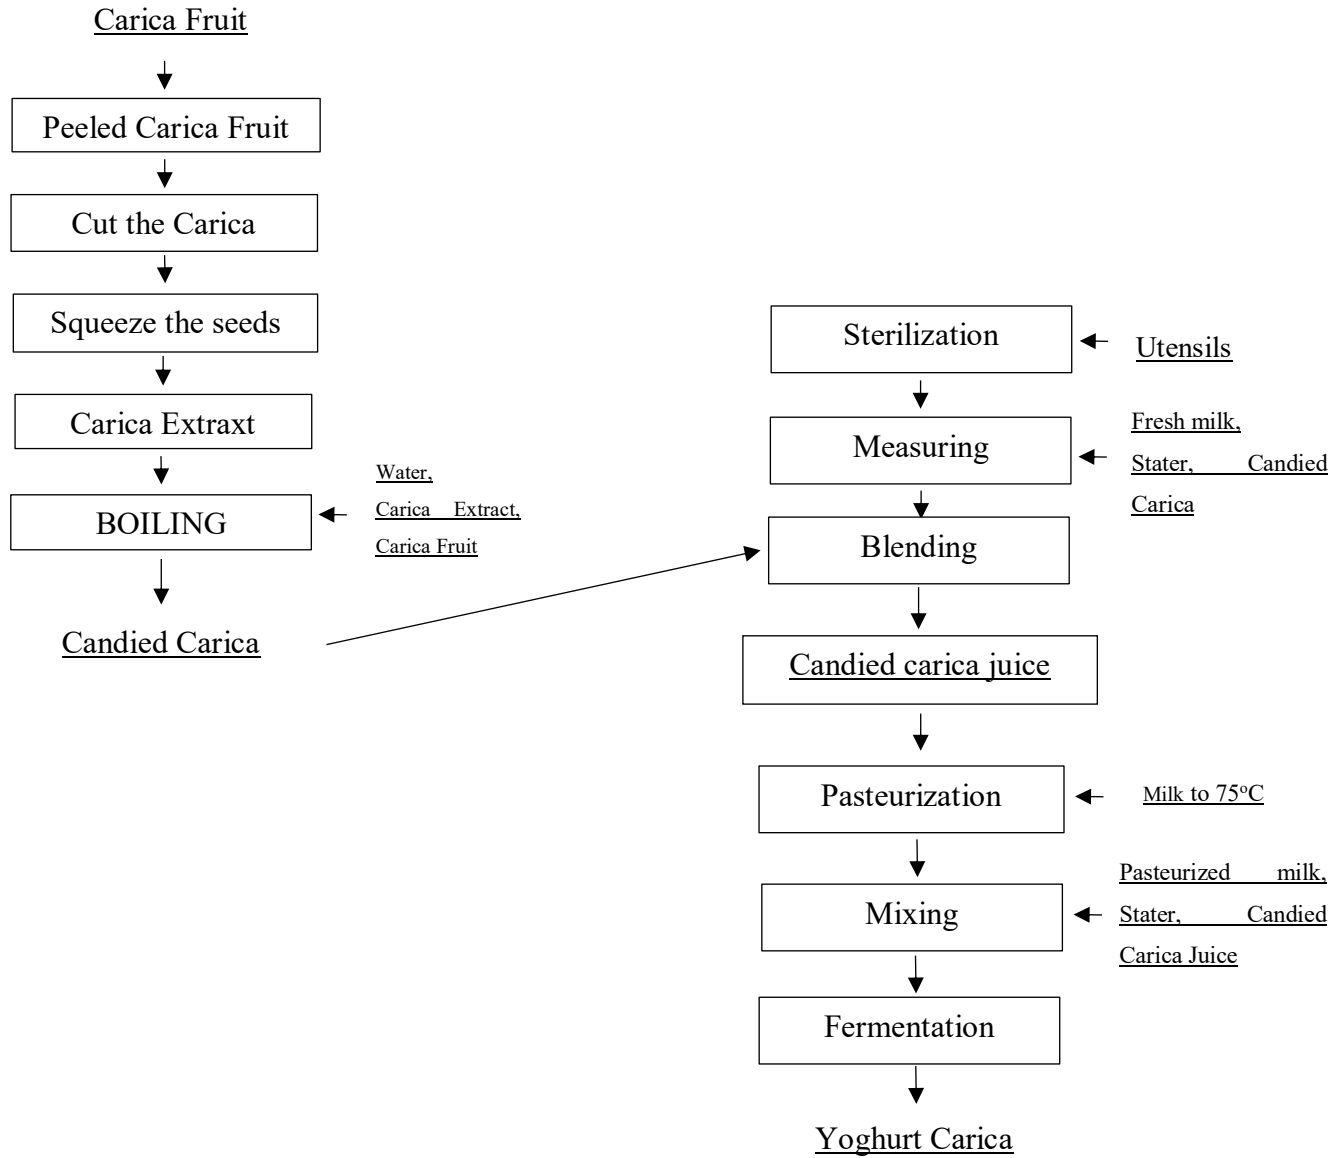 Carica Fruit
Peeled Carica Fruit
Cut the Carica
Squeeze the seeds
Carica Extraxt
BOILING
Water,
Carica Extract,
Carica Fruit
Candied Carica
Sterilization
Utensils
Measuring
Fresh milk,
Stater, Candied
Carica
Blending
Candied carica juice
Pasteurization
Milk to 75°C
Mixing
Pasteurized milk,
Stater, Candied
Carica Juice
Fermentation
Yoghurt Carica